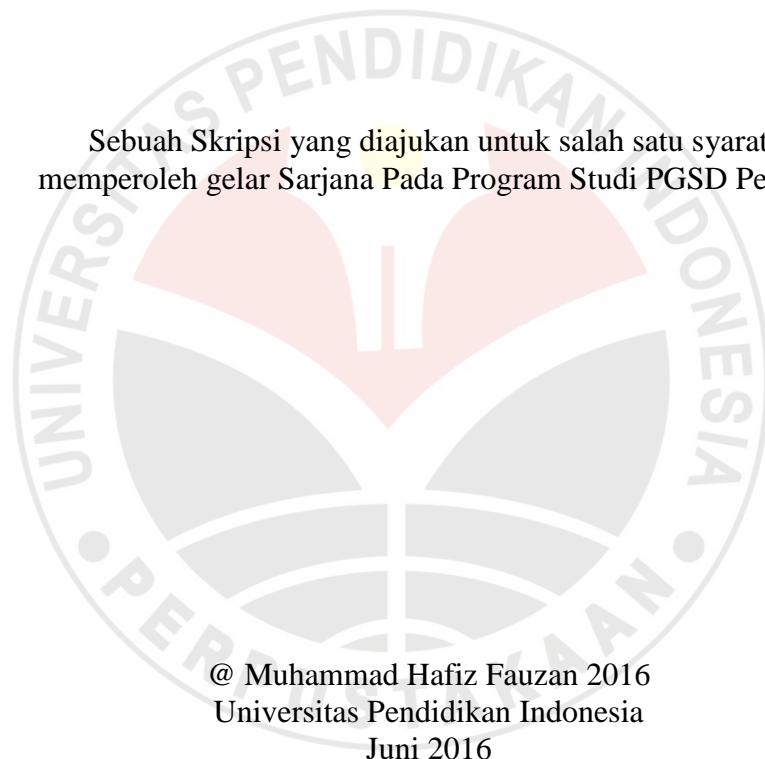 Sebuah Skripsi yang diajukan untuk salah satu syarat
memperoleh gelar Sarjana Pada Program Studi PGSD Pe
UNIVERSITAS PENDIDIKAN INDONESIA
PERPUSTAKAAN
@ Muhammad Hafiz Fauzan 2016
Universitas Pendidikan Indonesia
Juni 2016